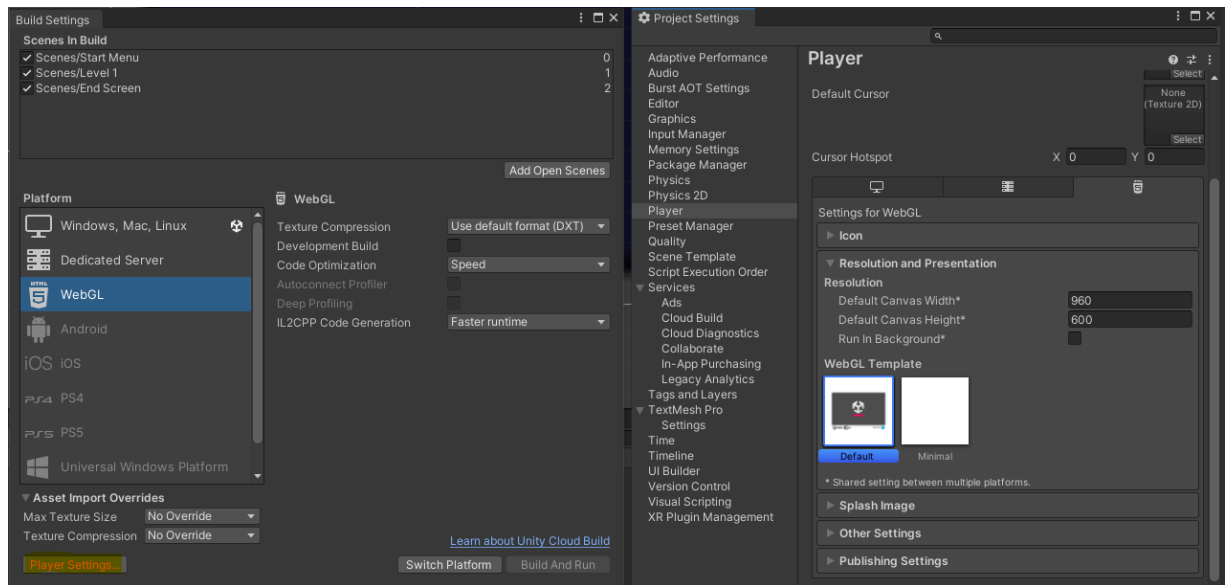 Build Settings
Scenes In Build
Scenes/Start Menu 0
Scenes/Level 1 1
Scenes/End Screen 2
Add Open Scenes
Platform
Windows, Mac, Linux
Dedicated Server
HTML 5 WebGL
Android
iOS iOS
PS4 PS4
PS5 PS5
Universal Windows Platform
WebGL
Texture Compression Use default format (DXT)
Development Build
Code Optimization Speed
Autoconnect Profiler
Deep Profiling
IL2CPP Code Generation Faster runtime
Asset Import Overrides
Max Texture Size No Override
Texture Compression No Override
Learn about Unity Cloud Build
Player Settings...
Switch Platform
Build And Run
Project Settings
Adaptive Performance
Audio
Burst AOT Settings
Editor
Graphics
Input Manager
Memory Settings
Package Manager
Physics
Physics 2D
Player
Preset Manager
Quality
Scene Template
Script Execution Order
Services
Ads
Cloud Build
Cloud Diagnostics
Collaborate
In-App Purchasing
Legacy Analytics
Tags and Layers
TextMesh Pro
Settings
Time
Timeline
UI Builder
Version Control
Visual Scripting
XR Plugin Management
Player
Select
Default Cursor
None
(Texture 2D)
Select
Cursor Hotspot X 0 Y 0
Settings for WebGL
Icon
Resolution and Presentation
Resolution
Default Canvas Width* 960
Default Canvas Height* 600
Run In Background*
WebGL Template
Default Minimal
* Shared setting between multiple platforms.
Splash Image
Other Settings
Publishing Settings